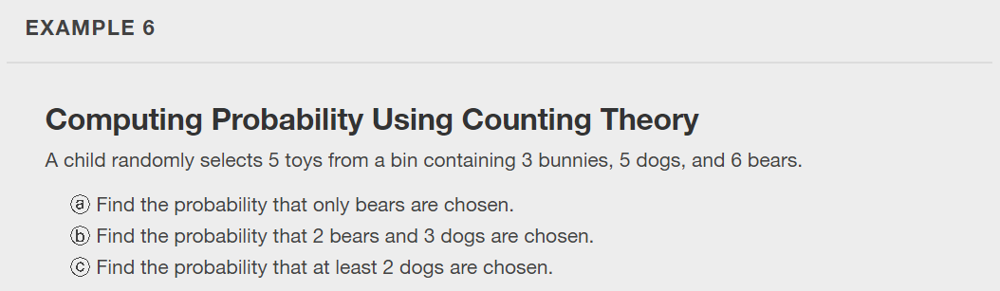 EXAMPLE 6
Computing Probability Using Counting Theory
A child randomly selects 5 toys from a bin containing 3 bunnies, 5 dogs, and 6 bears.
ⓐ Find the probability that only bears are chosen.
ⓑ Find the probability that 2 bears and 3 dogs are chosen.
ⓒ Find the probability that at least 2 dogs are chosen.